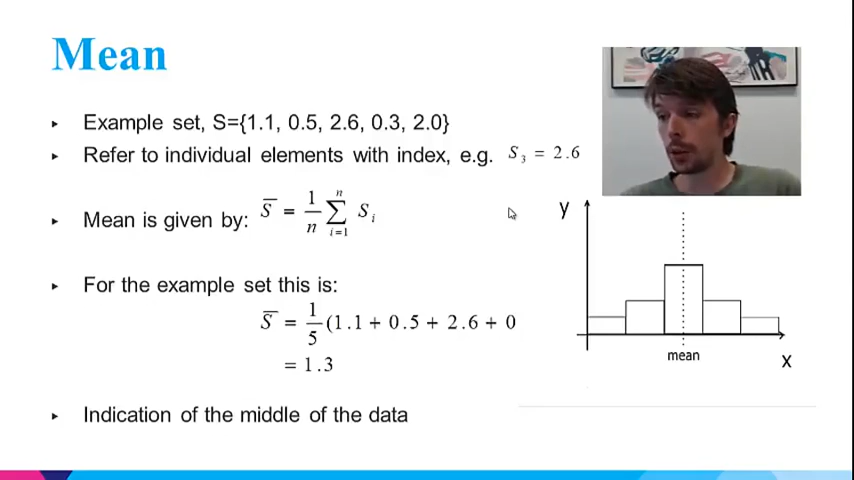 Mean
Example set, S={1.1, 0.5, 2.6, 0.3, 2.0}
Refer to individual elements with index, e.g. S₃ = 2.6
Mean is given by: S̅ = 1/n ∑ᵢ₌₁ⁿ Sᵢ
For the example set this is:
S̅ = 1/5 (1.1 + 0.5 + 2.6 + 0
= 1.3
Indication of the middle of the data
y
mean
x